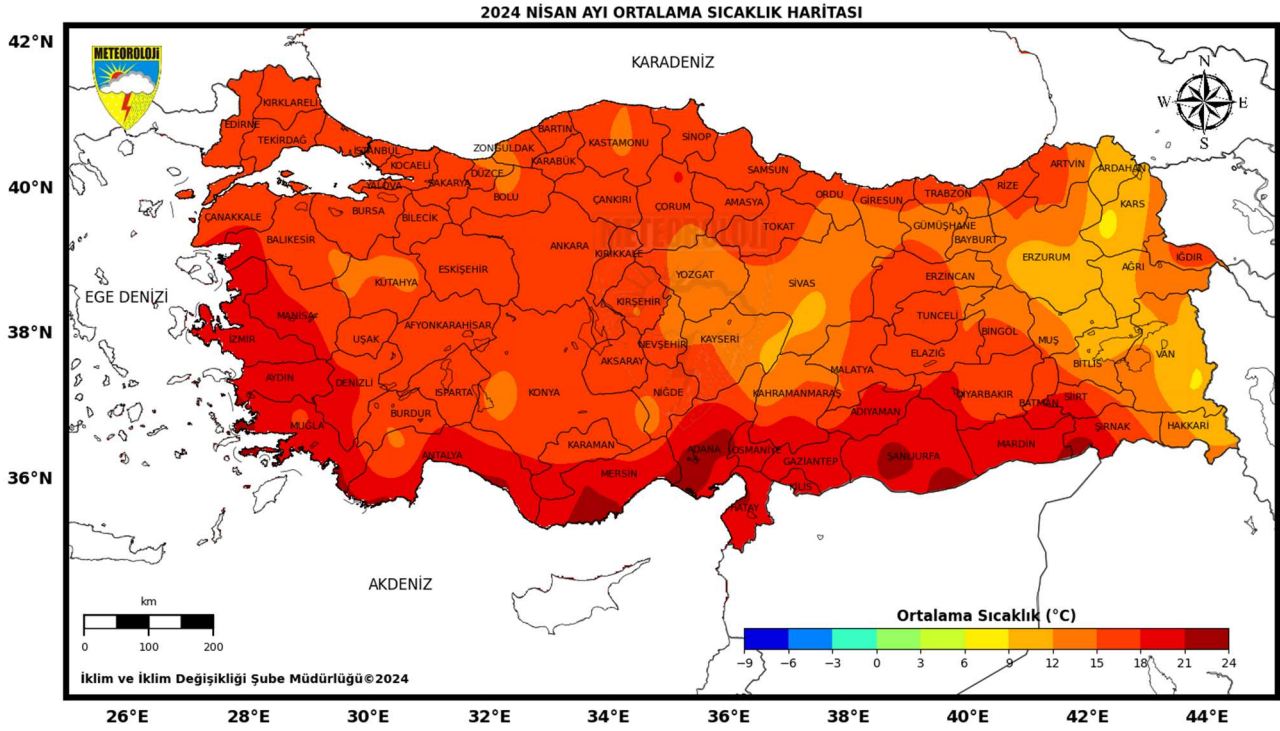 2024 NİSAN AYI ORTALAMA SICAKLIK HARİTASI
42°N
40°N
38°N
36°N
METEOROLOJİ
KARADENİZ
N
W
E
S
KIRKLARELİ
EDİRNE
TEKİRDAĞ
İSTANBUL
KOCAELİ
YALOVA
SAKARYA
DÜZCE
ZONGULDAK
BARTIN
KARABÜK
KASTAMONU
SİNOP
SAMSUN
BOLU
ÇANKIRI
ÇORUM
AMASYA
ORDU
GİRESUN
TRABZON
RİZE
ARTVİN
ARDAHAN
KARS
ÇANAKKALE
BALIKESİR
BURSA
BİLECİK
ANKARA
KIRIKKALE
METEOROLOJİ
TOKAT
GÜMÜŞHANE
BAYBURT
ERZURUM
AĞRI
IĞDIR
EGE DENİZİ
ESKİŞEHİR
KÜTAHYA
YOZGAT
SİVAS
ERZİNCAN
MANİSA
UŞAK
AFYONKARAHİSAR
KIRŞEHİR
NEVŞEHİR
KAYSERİ
TUNCELİ
BİNGÖL
MUŞ
İZMİR
AKSARAY
ELAZIĞ
BİTLİS
VAN
AYDIN
DENİZLİ
ISPARTA
KONYA
NİĞDE
KAHRAMANMARAŞ
MALATYA
DİYARBAKIR
BATMAN
SİİRT
BURDUR
ADIYAMAN
MUĞLA
ANTALYA
KARAMAN
MERSİN
ADANA
OSMANİYE
GAZİANTEP
ŞANLIURFA
MARDİN
ŞIRNAK
HAKKARİ
KİLİS
HATAY
AKDENİZ
km
0
100
200
Ortalama Sıcaklık (°C)
−9
−6
−3
0
3
6
9
12
15
18
21
24
İklim ve İklim Değişikliği Şube Müdürlüğü©2024
26°E
28°E
30°E
32°E
34°E
36°E
38°E
40°E
42°E
44°E